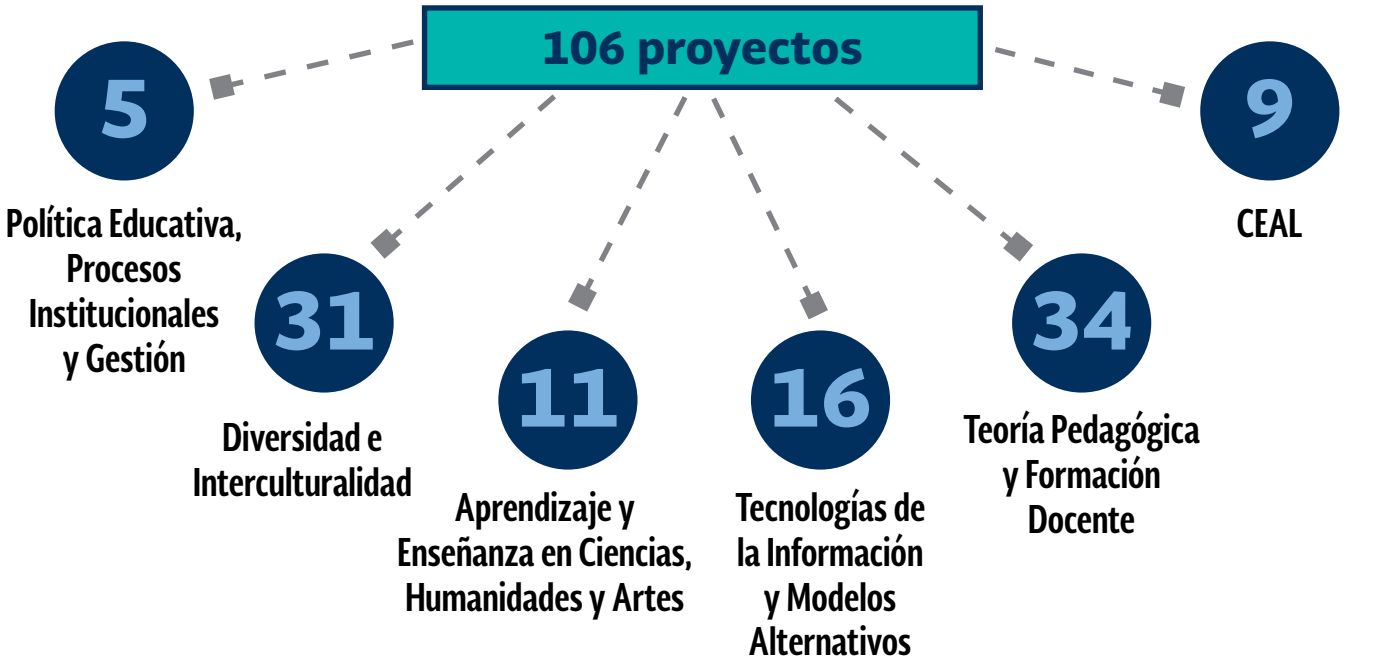 106 proyectos
5
Política Educativa,
Procesos
Institucionales
y Gestión
31
Diversidad e
Interculturalidad
11
Aprendizaje y
Enseñanza en Ciencias,
Humanidades y Artes
16
Tecnologías de
la Información
y Modelos
Alternativos
34
Teoría Pedagógica
y Formación
Docente
9
CEAL